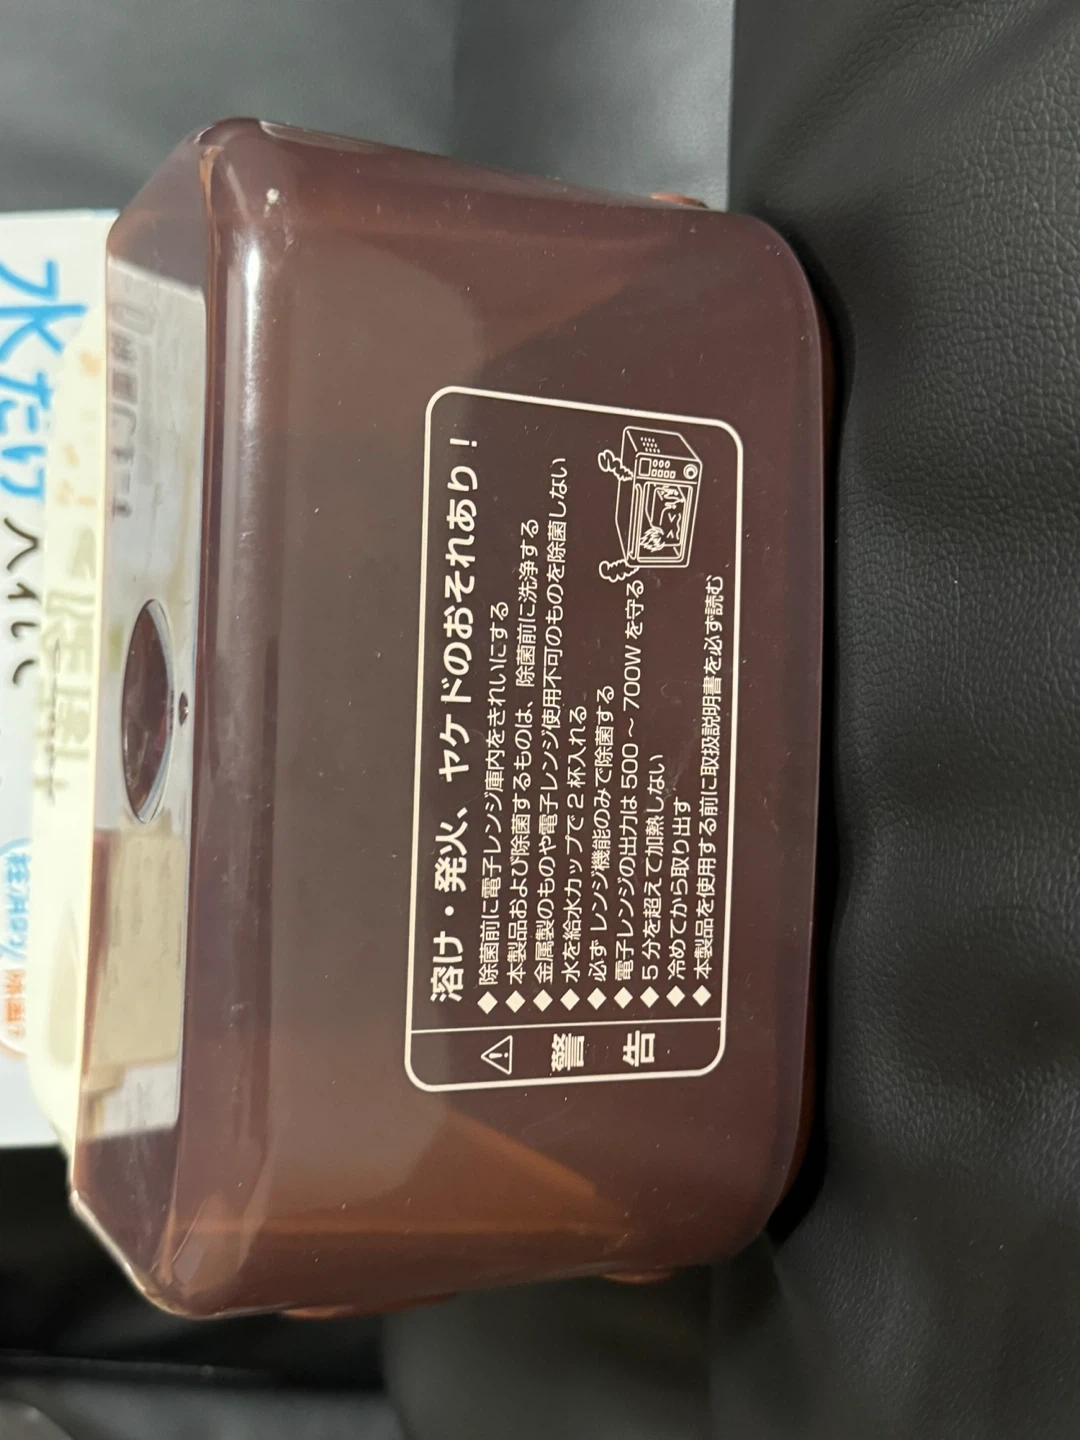 水だけ
入れて
除菌
警告
溶け・発火、ヤケドのおそれあり！
◆除菌前に電子レンジ庫内をきれいにする
◆本製品および除菌するものは、除菌前に洗浄する
◆金属製のものや電子レンジ使用不可のものを除菌しない
◆水を給水カップで2杯入れる
◆必ずレンジ機能のみで除菌する
◆電子レンジの出力は500～700Wを守る
◆5分を超えて加熱しない
◆冷めてから取り出す
◆本製品を使用する前に取扱説明書を必ず読む